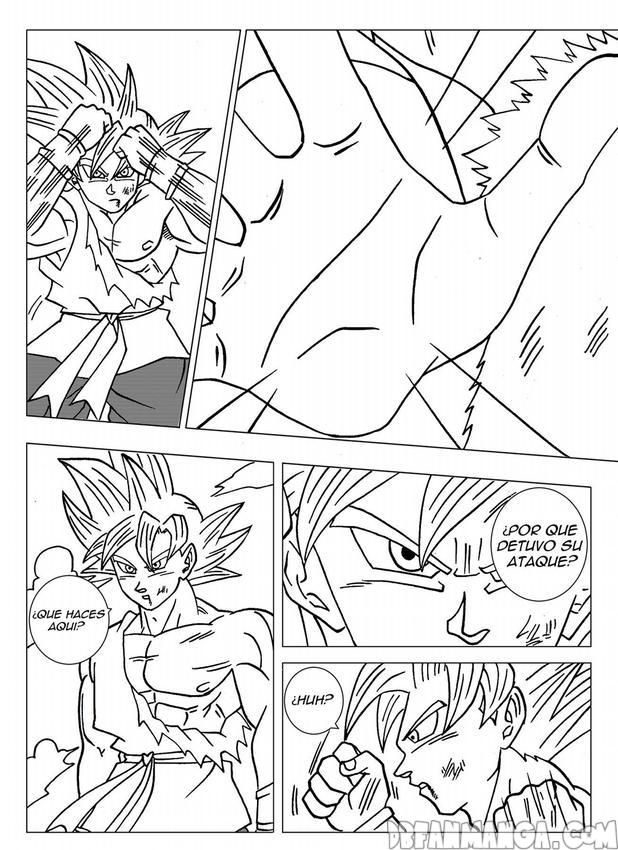 ¿POR QUE
DETUVO SU
ATAQUE?
¿QUE HACES
AQUI?
¿HUH?
DBFANMANGA.COM